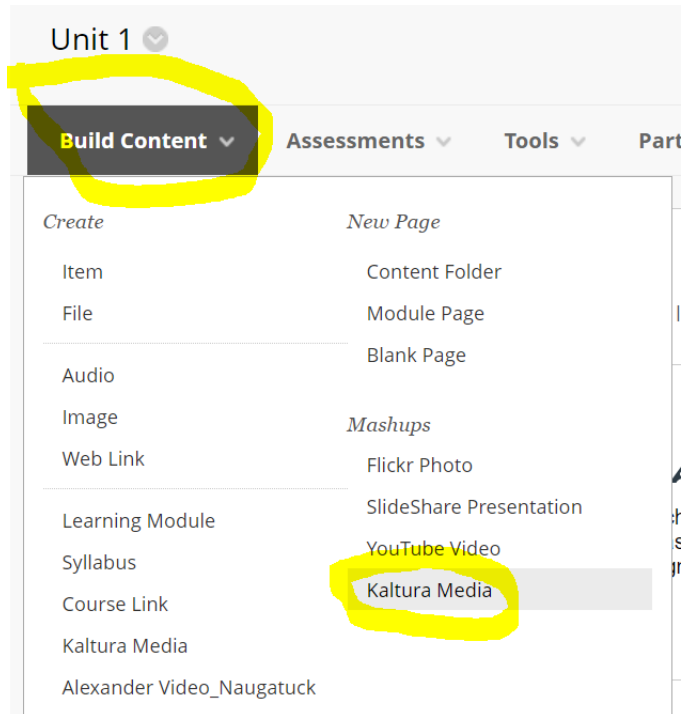 Unit 1
Build Content
Assessments
Tools
Part
Create
Item
File
Audio
Image
Web Link
Learning Module
Syllabus
Course Link
Kaltura Media
Alexander Video_Naugatuck
New Page
Content Folder
Module Page
Blank Page
Mashups
Flickr Photo
SlideShare Presentation
YouTube Video
Kaltura Media